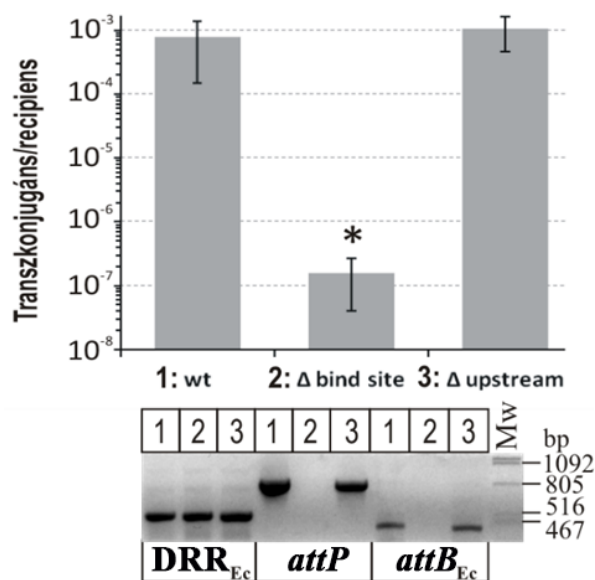 Transzkonjugáns/recipiens
10⁻³
10⁻⁴
10⁻⁵
10⁻⁶
10⁻⁷
10⁻⁸
*
1: wt 2: Δ bind site 3: Δ upstream
1 2 3 1 2 3 1 2 3 Mw
bp
1092
805
516
467
DRR_Ec attP attB_Ec